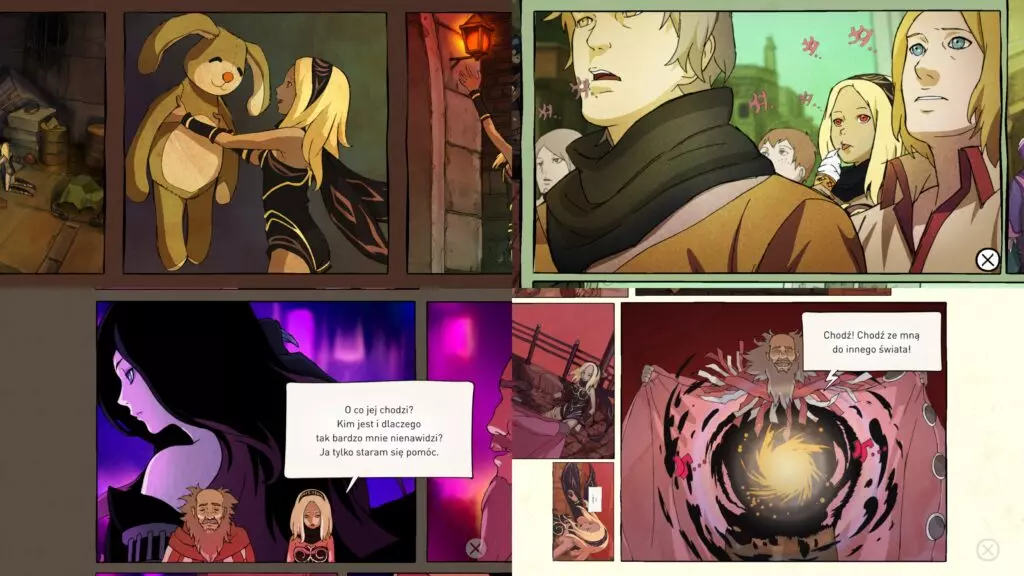 O co jej chodzi?
Kim jest i dlaczego
tak bardzo mnie nienawidzi?
Ja tylko staram się pomóc.
Chodź! Chodź ze mną
do innego świata!